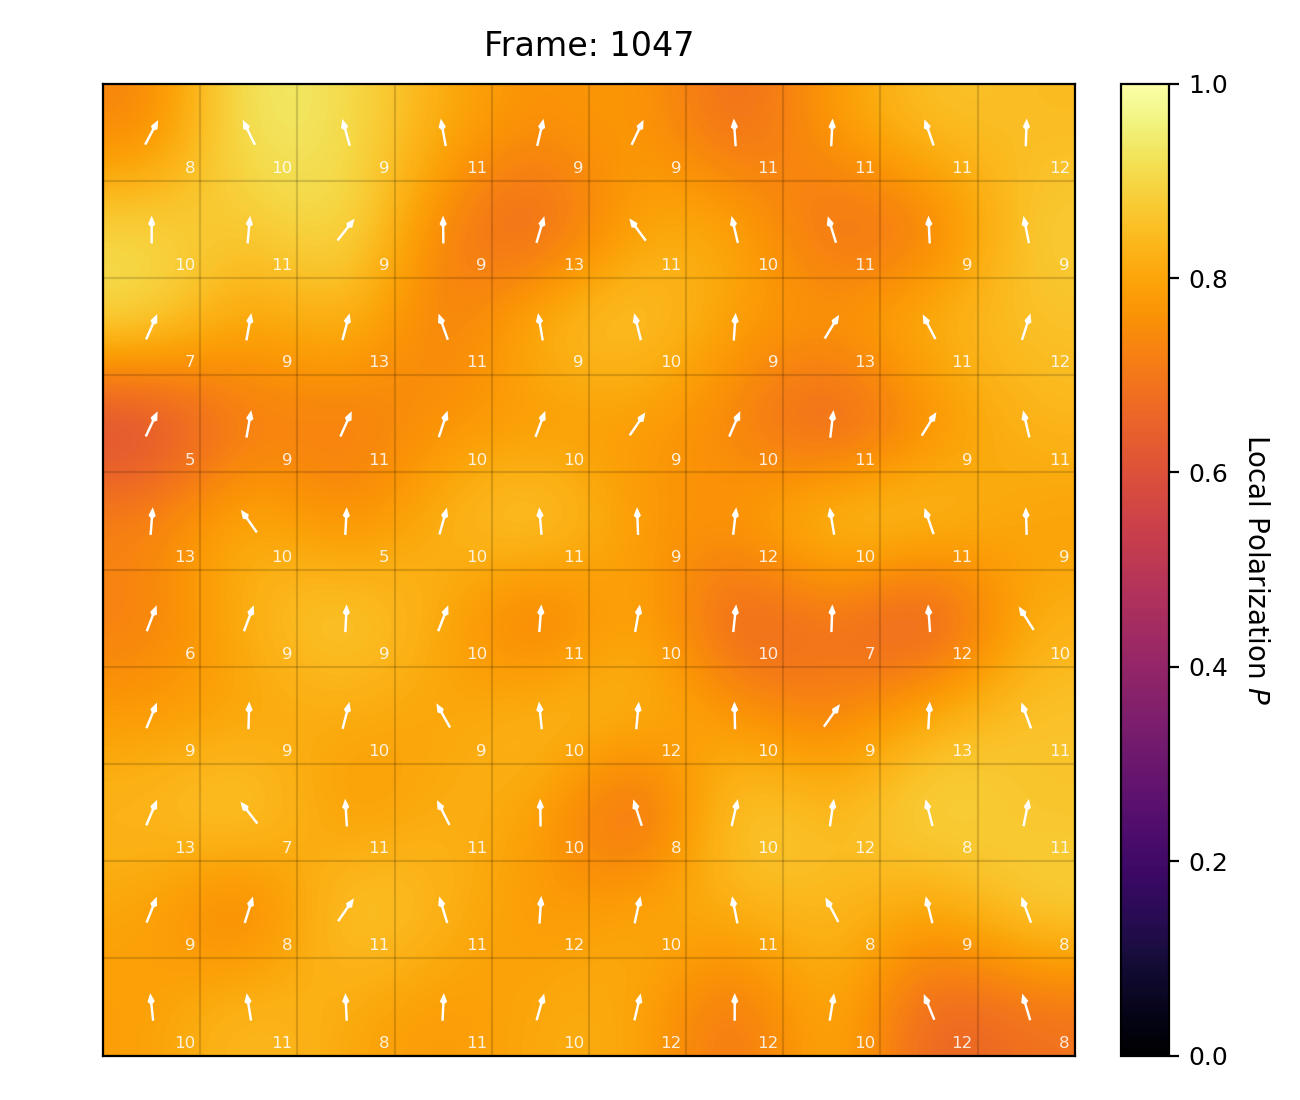 Frame: 1047
8 10 9 11 9 9 11 11 11 12
10 11 9 9 13 11 10 11 9 9
7 9 13 11 9 10 9 13 11 12
5 9 11 10 10 9 10 11 9 11
13 10 5 10 11 9 12 10 11 9
6 9 9 10 11 10 10 7 12 10
9 9 10 9 10 12 10 9 13 11
13 7 11 11 10 8 10 12 8 11
9 8 11 11 12 10 11 8 9 8
10 11 8 11 10 12 12 10 12 8
1.0
0.8
0.6
0.4
0.2
0.0
Local Polarization P